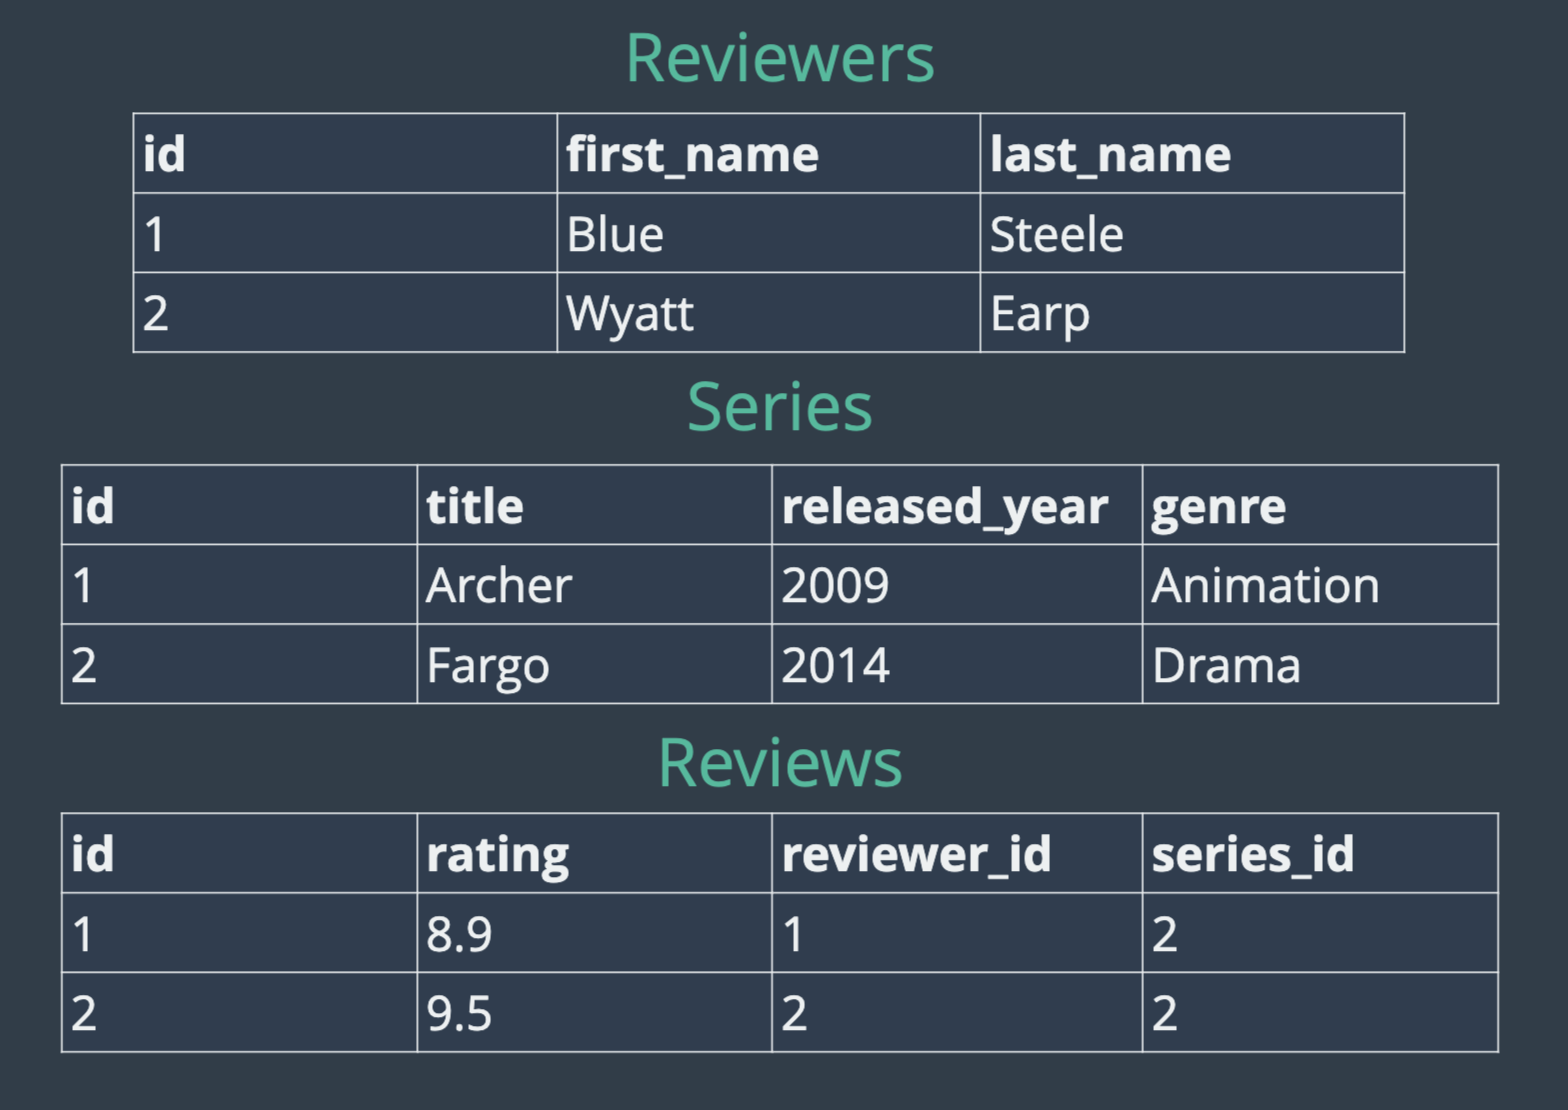 Reviewers
id first_name last_name
1 Blue Steele
2 Wyatt Earp
Series
id title released_year genre
1 Archer 2009 Animation
2 Fargo 2014 Drama
Reviews
id rating reviewer_id series_id
1 8.9 1 2
2 9.5 2 2